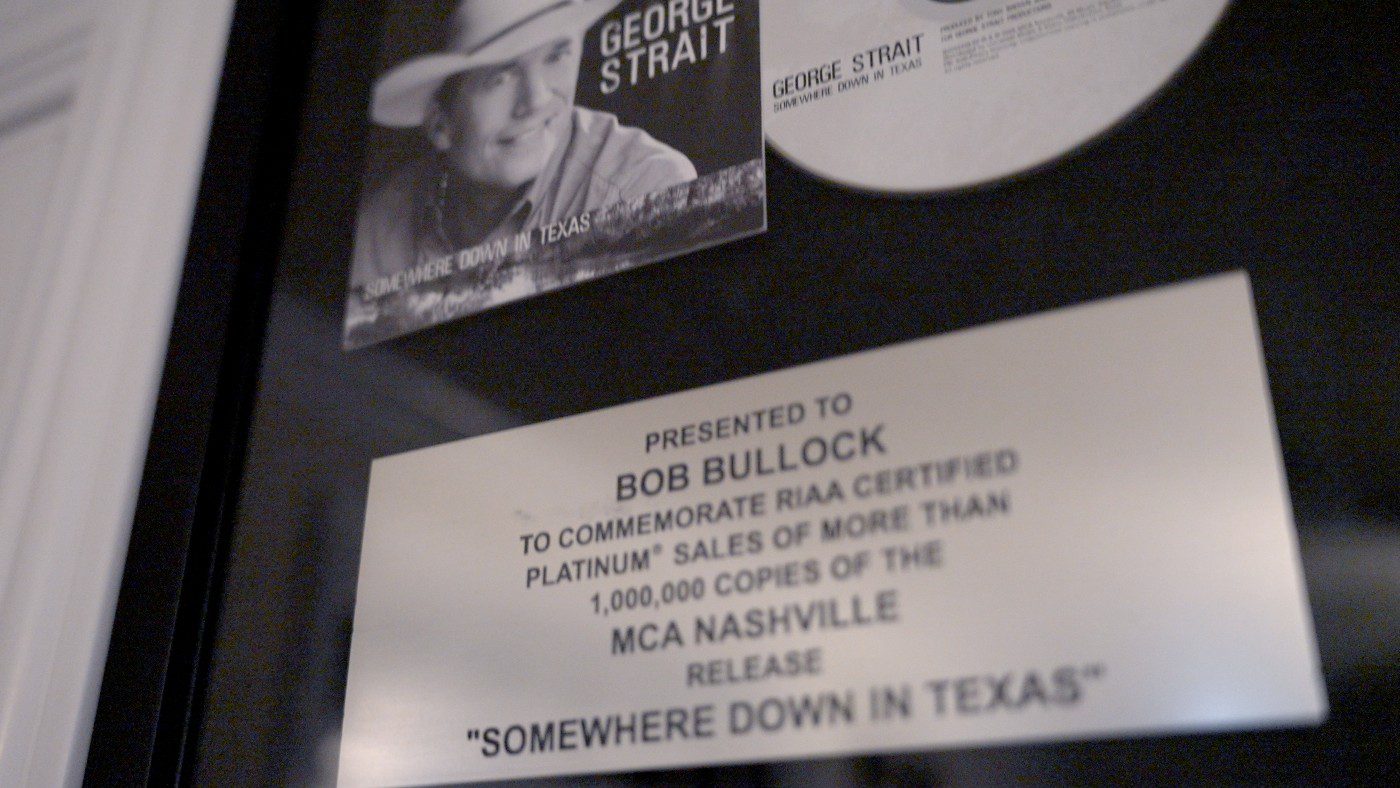 GEORGE
STRAIT
SOMEWHERE DOWN IN TEXAS
GEORGE STRAIT
SOMEWHERE DOWN IN TEXAS
PRESENTED TO
BOB BULLOCK
TO COMMEMORATE RIAA CERTIFIED
PLATINUM® SALES OF MORE THAN
1,000,000 COPIES OF THE
MCA NASHVILLE
RELEASE
"SOMEWHERE DOWN IN TEXAS"